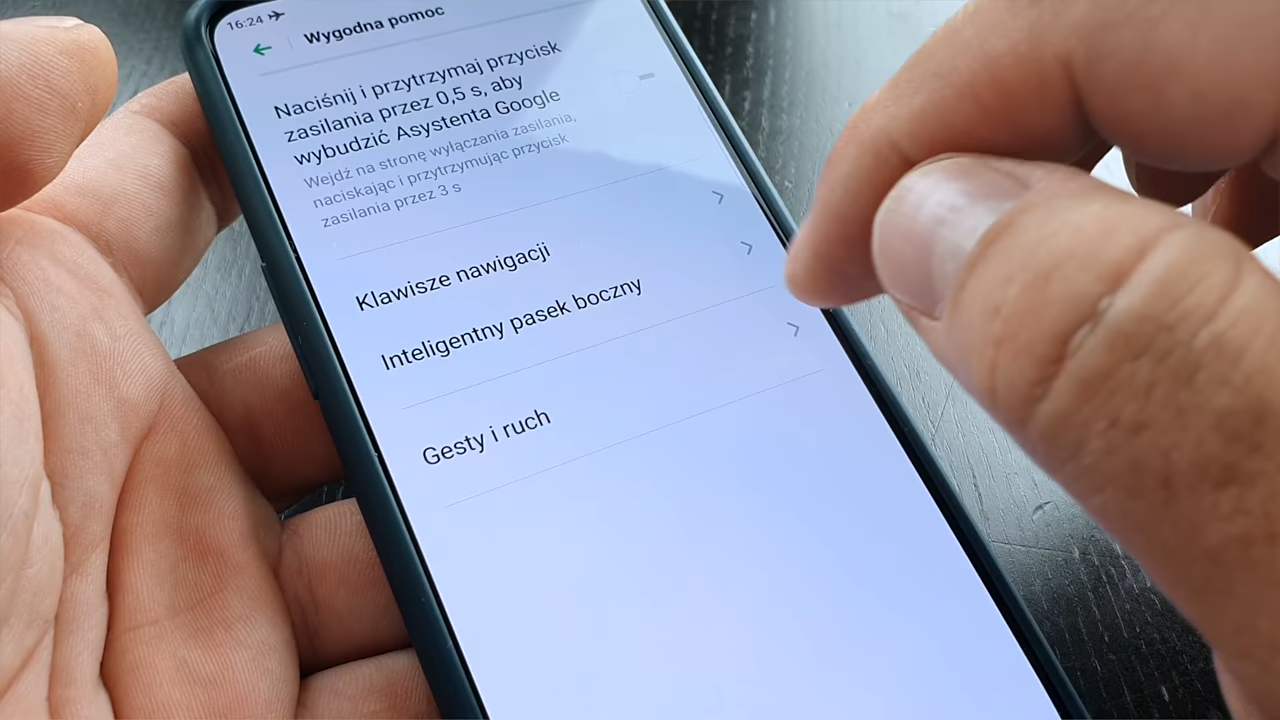 16:24
Wygodna pomoc
Naciśnij i przytrzymaj przycisk
zasilania przez 0,5 s, aby
wybudzić Asystenta Google
Wejdź na stronę wyłączania zasilania,
naciskając i przytrzymując przycisk
zasilania przez 3 s
Klawisze nawigacji
Inteligentny pasek boczny
Gesty i ruch